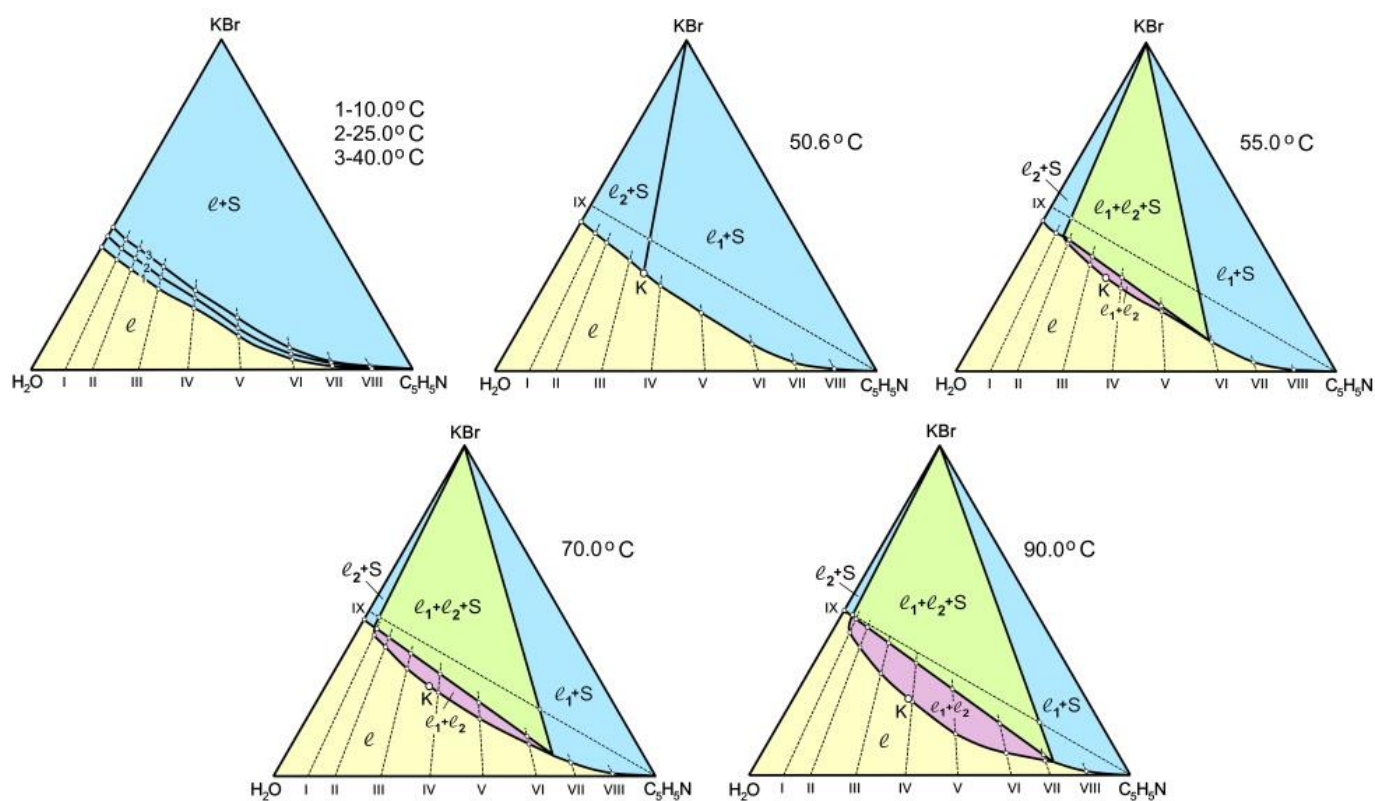 KBr
1-10.0° C
2-25.0° C
3-40.0° C
ℓ+S
3
2
1
ℓ
H₂O I II III IV V VI VII VIII C₅H₅N
KBr
50.6° C
ℓ₂+S
IX
ℓ₁+S
K
ℓ
H₂O I II III IV V VI VII VIII C₅H₅N
KBr
55.0° C
ℓ₂+S
IX
ℓ₁+ℓ₂+S
ℓ₁+S
K
ℓ₁+ℓ₂
ℓ
H₂O I II III IV V VI VII VIII C₅H₅N
KBr
70.0° C
ℓ₂+S
IX
ℓ₁+ℓ₂+S
ℓ₁+S
K
ℓ₁+ℓ₂
ℓ
H₂O I II III IV V VI VII VIII C₅H₅N
KBr
90.0° C
ℓ₂+S
IX
ℓ₁+ℓ₂+S
ℓ₁+S
K
ℓ₁+ℓ₂
ℓ
H₂O I II III IV V VI VII VIII C₅H₅N